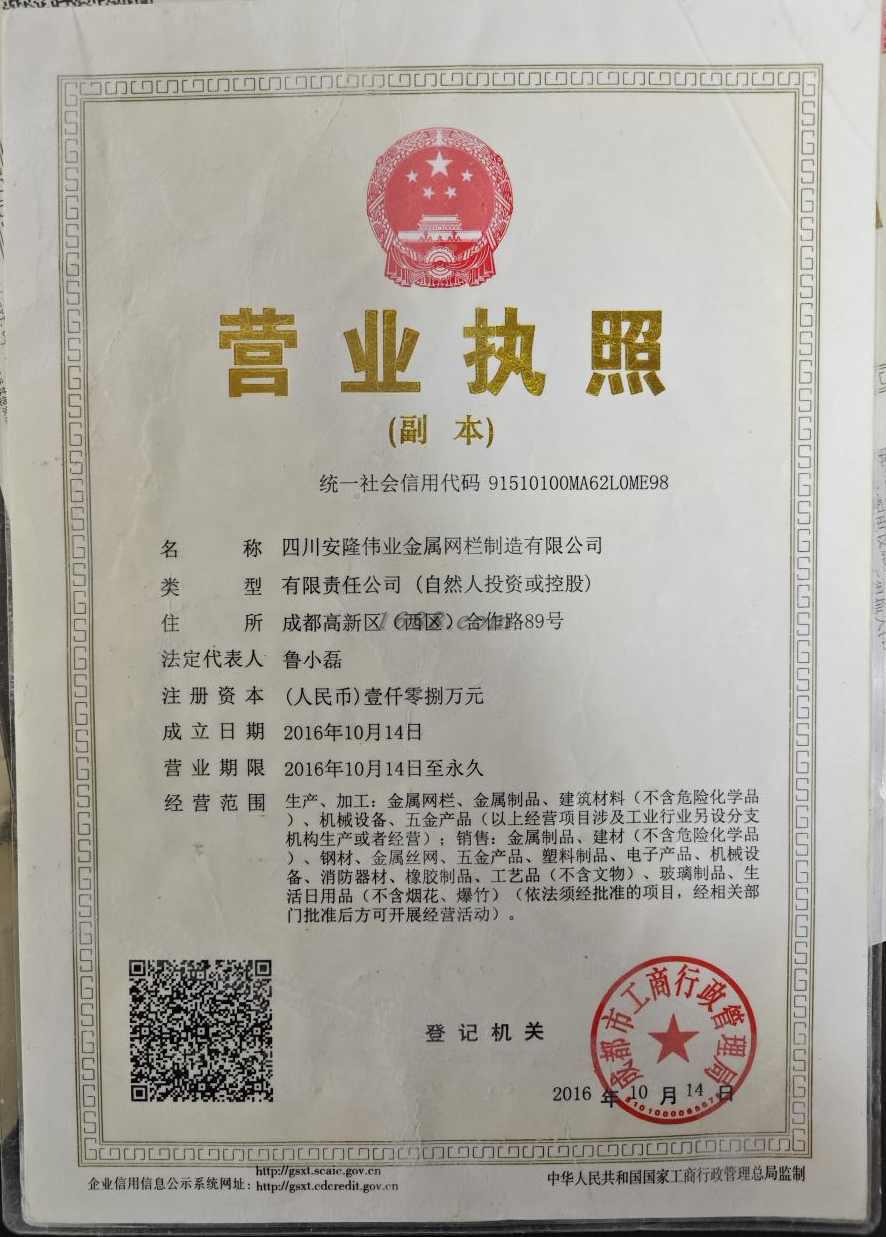 营业执照
(副 本)
统一社会信用代码 91510100MA62L0ME98
名 称 四川安隆伟业金属网栏制造有限公司
类 型 有限责任公司 (自然人投资或控股)
住 所 成都高新区（西区）合作路89号
法定代表人 鲁小磊
注册资本 (人民币)壹仟零捌万元
成立日期 2016年10月14日
营业期限 2016年10月14日至永久
经营范围 生产、加工：金属网栏、金属制品、建筑材料（不含危险化学品
）、机械设备、五金产品（以上经营项目涉及工业行业另设分支
机构生产或者经营）；销售：金属制品、建材（不含危险化学品
）、钢材、金属丝网、五金产品、塑料制品、电子产品、机械设
备、消防器材、橡胶制品、工艺品（不含文物）、玻璃制品、生
活日用品（不含烟花、爆竹）（依法须经批准的项目，经相关部
门批准后方可开展经营活动）。
成都市工商行政管理局
登记机关
2016 年 10 月 14 日
企业信用信息公示系统网址：
http://gsxt.scaic.gov.cn
http://gsxt.cdcredit.gov.cn
中华人民共和国国家工商行政管理总局监制